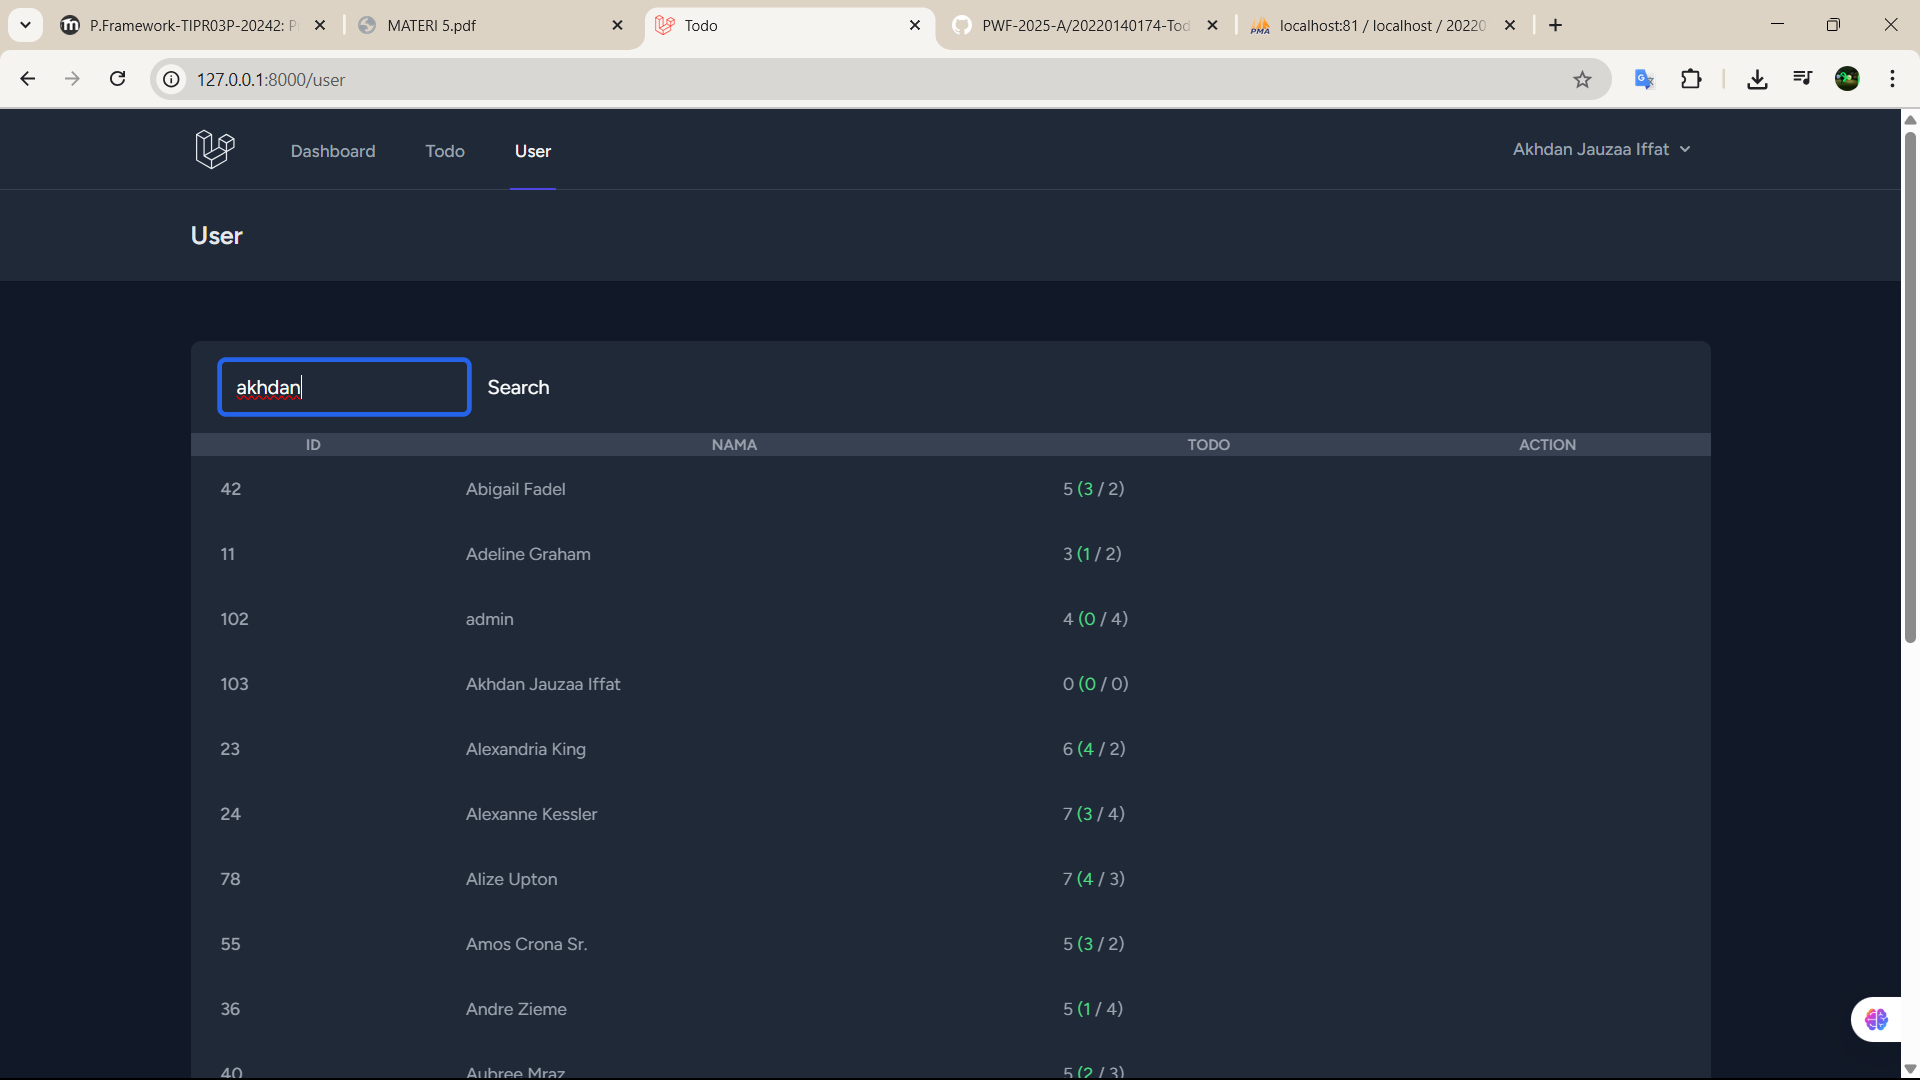 P.Framework-TIPR03P-20242: P
MATERI 5.pdf
Todo
PWF-2025-A/20220140174-Tod
PMA
localhost:81 / localhost / 20220
127.0.0.1:8000/user
Dashboard
Todo
User
Akhdan Jauzaa Iffat
User
akhdan
Search
ID NAMA TODO ACTION
42 Abigail Fadel 5 (3 / 2)
11 Adeline Graham 3 (1 / 2)
102 admin 4 (0 / 4)
103 Akhdan Jauzaa Iffat 0 (0 / 0)
23 Alexandria King 6 (4 / 2)
24 Alexanne Kessler 7 (3 / 4)
78 Alize Upton 7 (4 / 3)
55 Amos Crona Sr. 5 (3 / 2)
36 Andre Zieme 5 (1 / 4)
40 Aubree Mraz 5 (2 / 3)